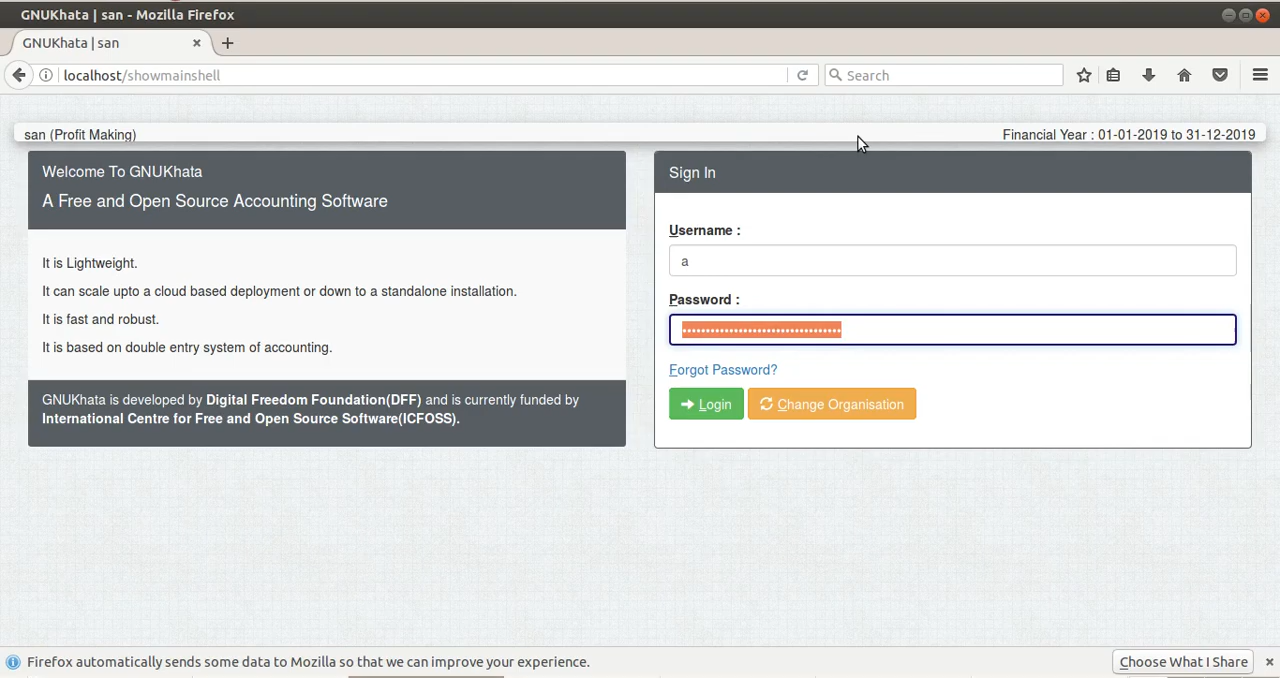 GNUKhata | san - Mozilla Firefox
GNUKhata | san
localhost/showmainshell
Search
san (Profit Making)
Financial Year : 01-01-2019 to 31-12-2019
Welcome To GNUKhata
A Free and Open Source Accounting Software
It is Lightweight.
It can scale upto a cloud based deployment or down to a standalone installation.
It is fast and robust.
It is based on double entry system of accounting.
GNUKhata is developed by Digital Freedom Foundation(DFF) and is currently funded by
International Centre for Free and Open Source Software(ICFOSS).
Sign In
Username :
a
Password :
Forgot Password?
Login
Change Organisation
Firefox automatically sends some data to Mozilla so that we can improve your experience.
Choose What I Share